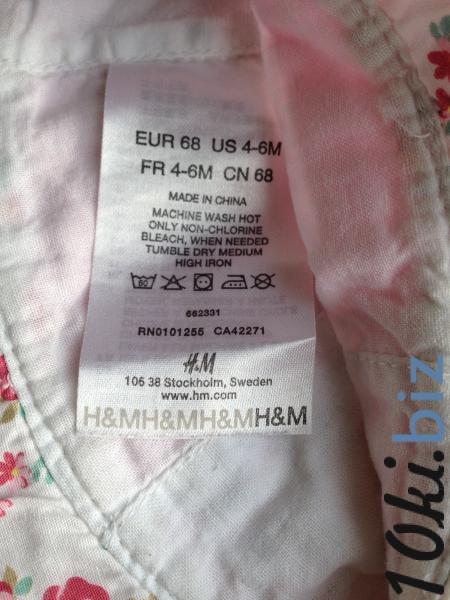 EUR 68 US 4-6M
FR 4-6M CN 68
MADE IN CHINA
MACHINE WASH HOT
ONLY NON-CHLORINE
BLEACH, WHEN NEEDED
TUMBLE DRY MEDIUM
HIGH IRON
60
562331
RN0101255 CA42271
H&M
106 38 Stockholm, Sweden
www.hm.com
H&MH&MH&MH&M
10ki.biz